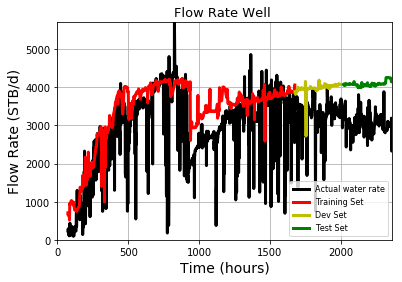 Flow Rate Well
Flow Rate (STB/d)
5000
4000
3000
2000
1000
0
0 500 1000 1500 2000
Time (hours)
Actual water rate
Training Set
Dev Set
Test Set